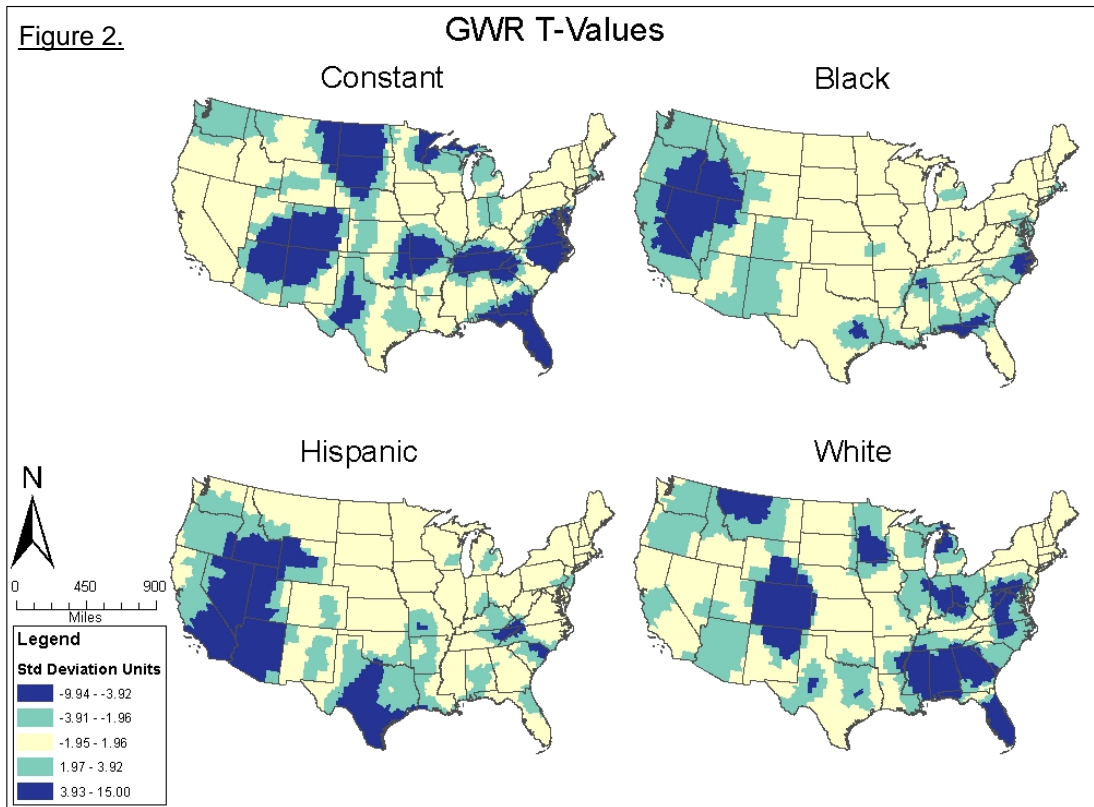 Figure 2.
GWR T-Values
Constant
Black
Hispanic
White
N
0 450 900
Miles
Legend
Std Deviation Units
-9.94 - -3.92
-3.91 - -1.96
-1.95 - 1.96
1.97 - 3.92
3.93 - 15.00